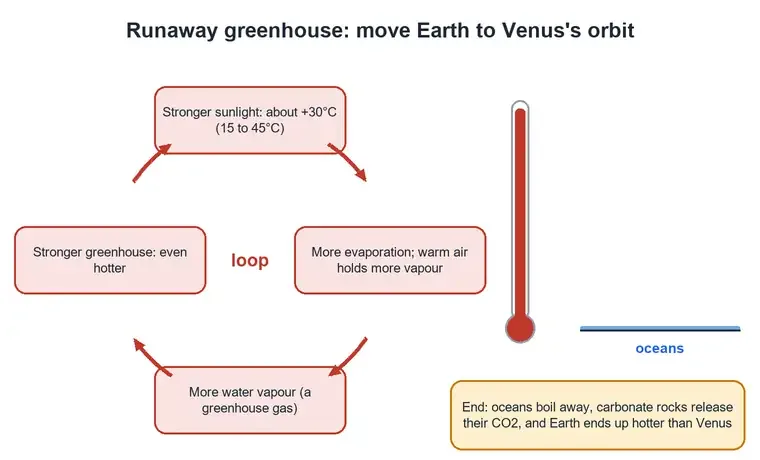 Runaway greenhouse: move Earth to Venus's orbit
Stronger sunlight: about +30°C
(15 to 45°C)
Stronger greenhouse: even
hotter
loop
More evaporation; warm air
holds more vapour
More water vapour (a
greenhouse gas)
oceans
End: oceans boil away, carbonate rocks release
their CO2, and Earth ends up hotter than Venus